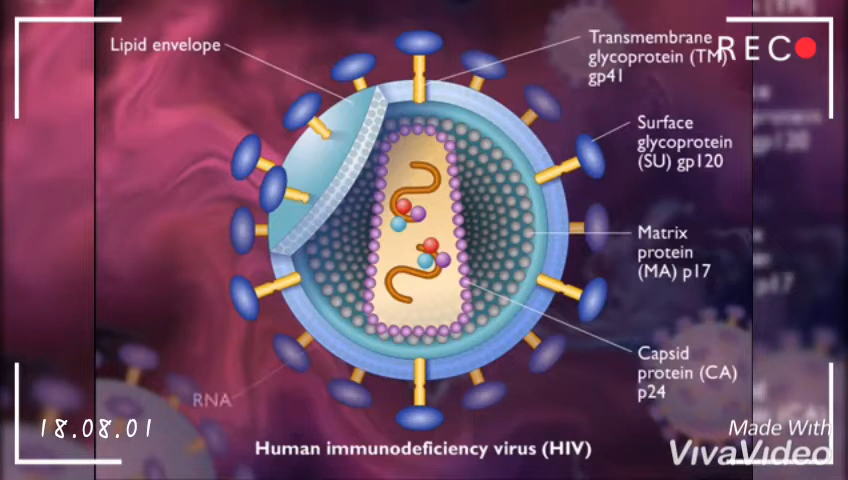 Lipid envelope
Transmembrane
glycoprotein (TM)
gp41
REC
Surface
glycoprotein
(SU) gp120
Matrix
protein
(MA) p17
Capsid
protein (CA)
p24
RNA
18.08.01
Human immunodeficiency virus (HIV)
Made With
VivaVideo